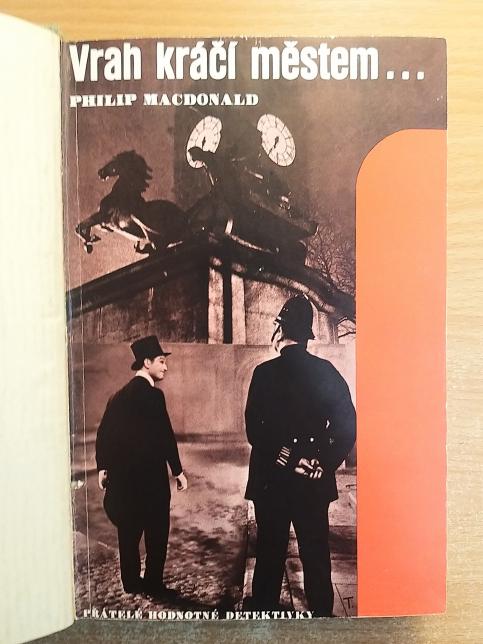 Vrah kráčí městem...
PHILIP MACDONALD
PŘÁTELÉ HODNOTNÉ DETEKTIVKY